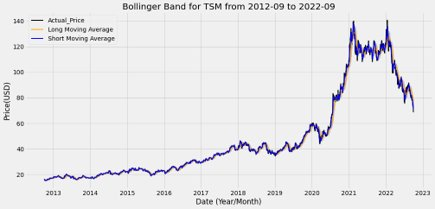 Bollinger Band for TSM from 2012-09 to 2022-09
Actual_Price
Long Moving Average
Short Moving Average
Price(USD)
140
120
100
80
60
40
20
2013 2014 2015 2016 2017 2018 2019 2020 2021 2022 2023
Date (Year/Month)